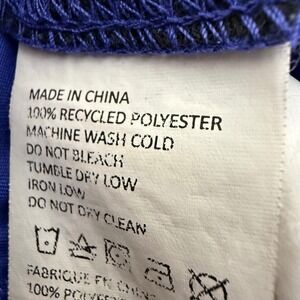 MADE IN CHINA
100% RECYCLED POLYESTER
MACHINE WASH COLD
DO NOT BLEACH
TUMBLE DRY LOW
IRON LOW
DO NOT DRY CLEAN
FABRIQUE EN CHINE
100% POLYES